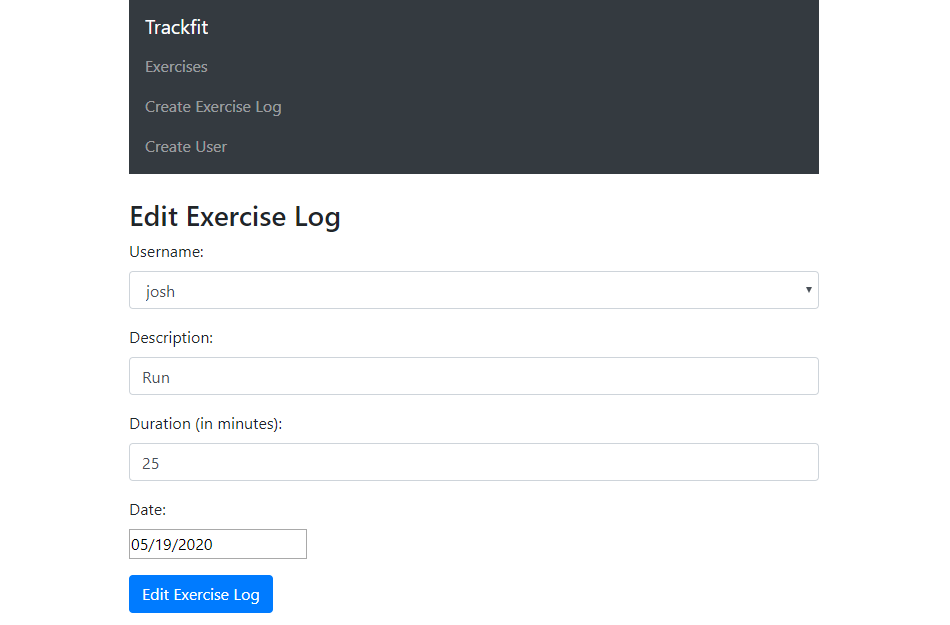 Trackfit
Exercises
Create Exercise Log
Create User
Edit Exercise Log
Username:
josh
Description:
Run
Duration (in minutes):
25
Date:
05/19/2020
Edit Exercise Log